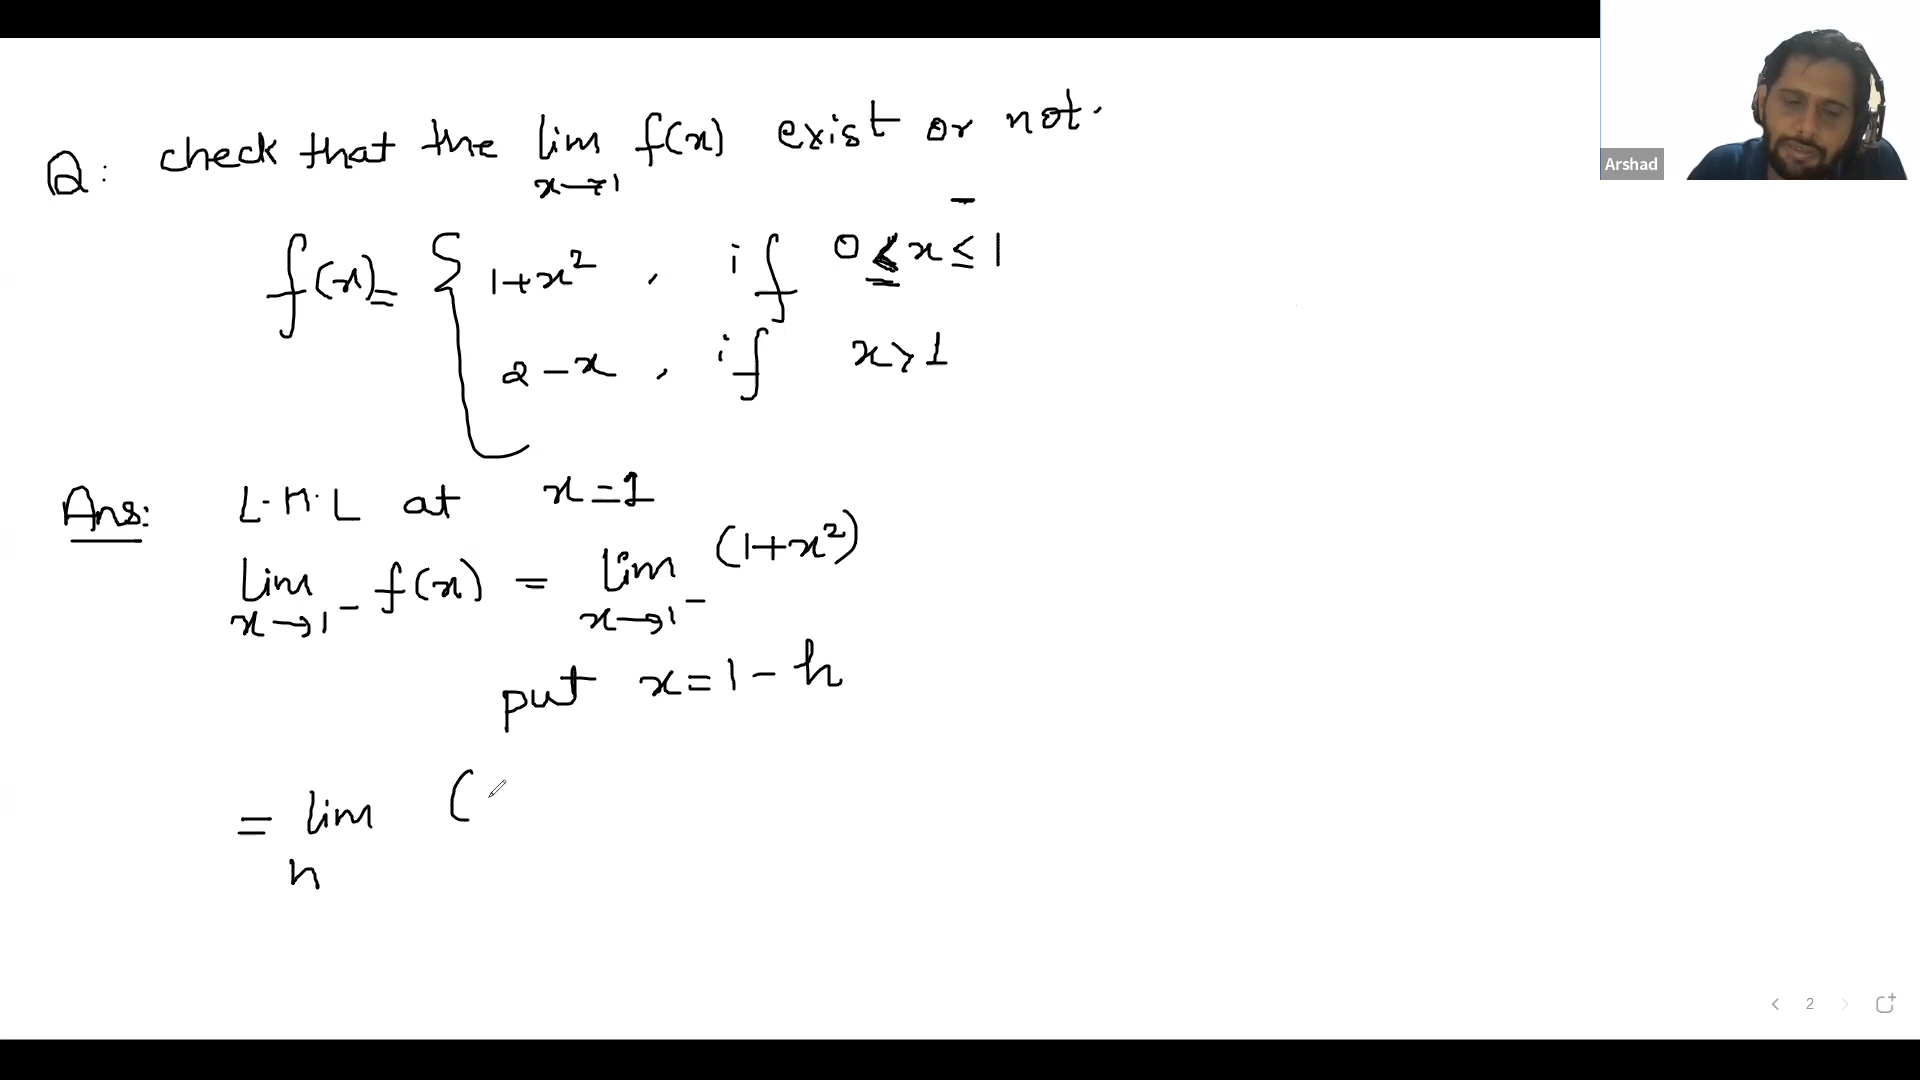 Q: check that the lim f(x) exist or not.
x→1
f(x)= { 1+x² , if 0≤x≤1
2-x , if x>1
Ans: L.H.L at x=1
lim f(x) = lim (1+x²)
x→1⁻ x→1⁻
put x=1-h
= lim (
h
Arshad
2